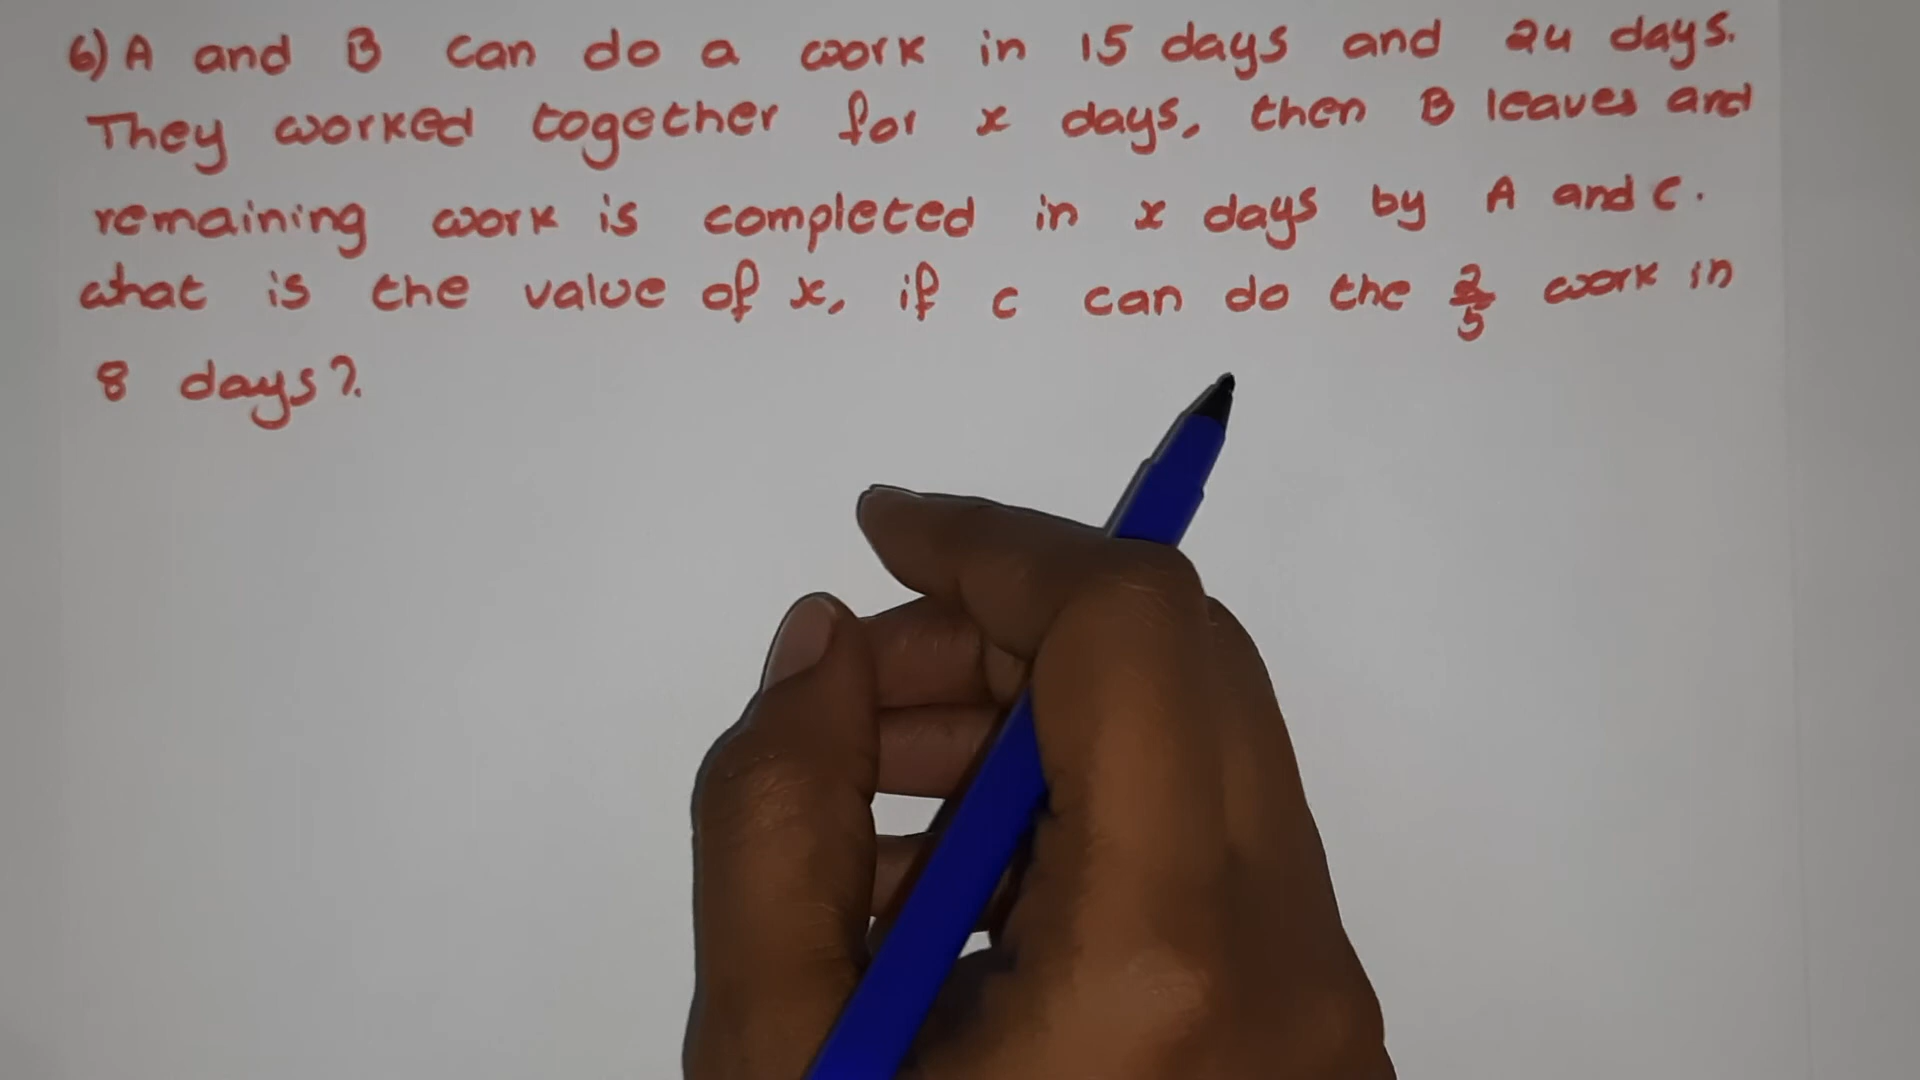 6) A and B can do a work in 15 days and 24 days.
They worked together for x days, then B leaves and
remaining work is completed in x days by A and C.
what is the value of x, if c can do the 2/5 work in
8 days?.